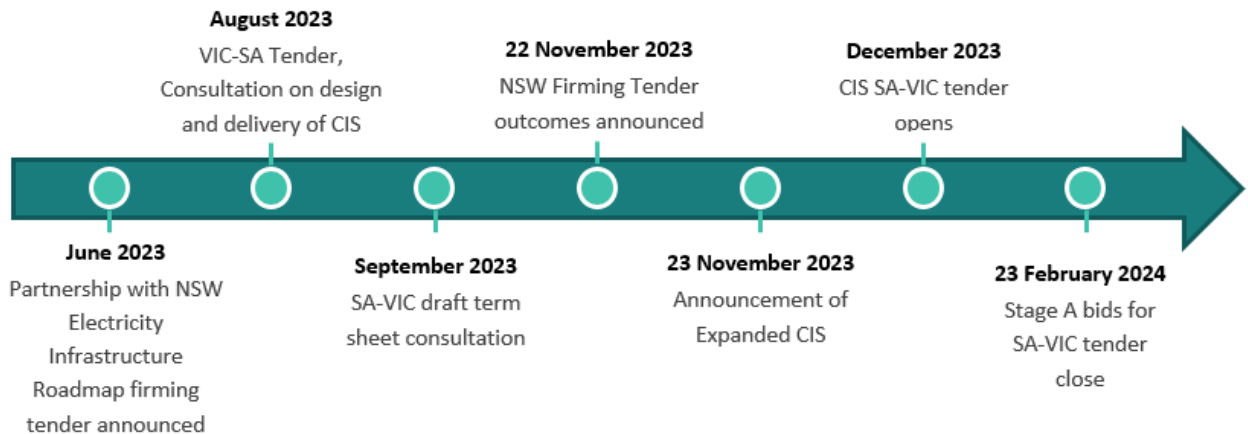 August 2023
VIC-SA Tender,
Consultation on design
and delivery of CIS
22 November 2023
NSW Firming Tender
outcomes announced
December 2023
CIS SA-VIC tender
opens
June 2023
Partnership with NSW
Electricity
Infrastructure
Roadmap firming
tender announced
September 2023
SA-VIC draft term
sheet consultation
23 November 2023
Announcement of
Expanded CIS
23 February 2024
Stage A bids for
SA-VIC tender
close